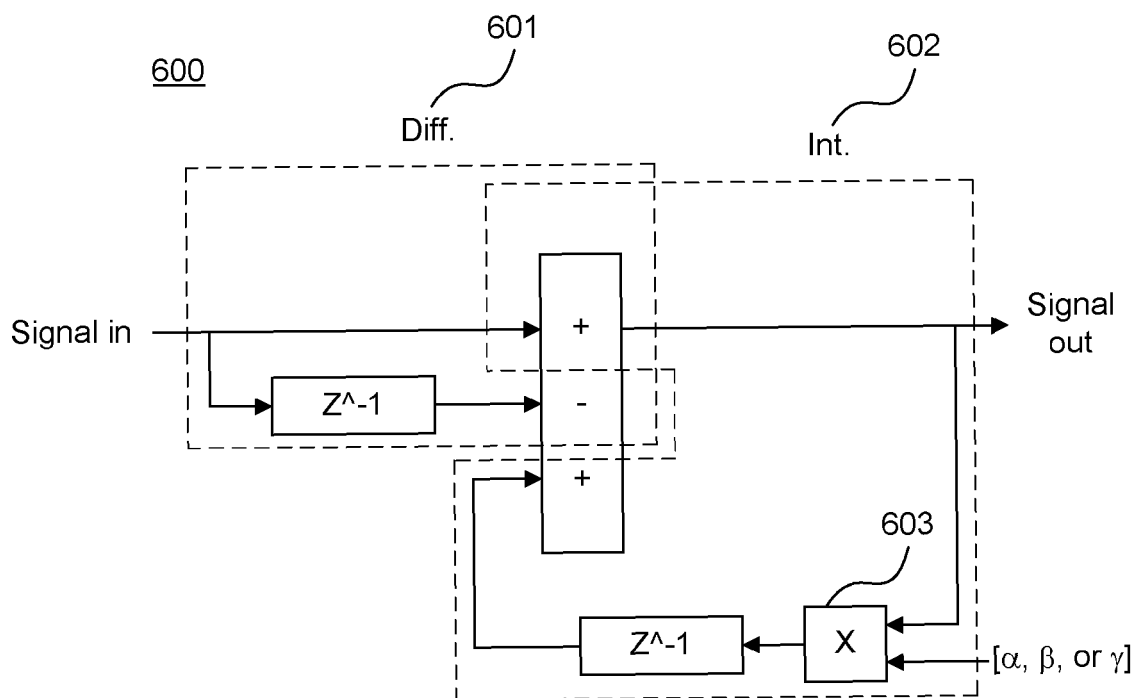 601
602
600
Diff.
Int.
Signal in
+
Signal
out
Z^-1
-
+
603
Z^-1
X
[α, β, or γ]